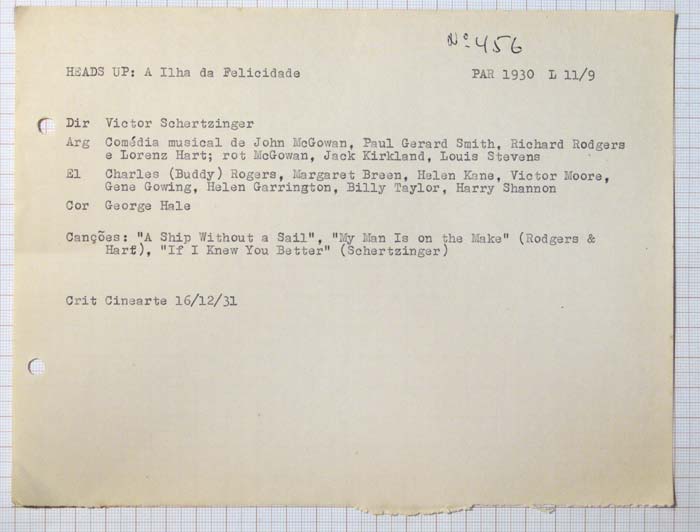 Nº 456
HEADS UP: A Ilha da Felicidade PAR 1930 L 11/9
Dir Victor Schertzinger
Arg Comédia musical de John McGowan, Paul Gerard Smith, Richard Rodgers
e Lorenz Hart; rot McGowan, Jack Kirkland, Louis Stevens
El Charles (Buddy) Rogers, Margaret Breen, Helen Kane, Victor Moore,
Gene Gowing, Helen Garrington, Billy Taylor, Harry Shannon
Cor George Hale
Canções: "A Ship Without a Sail", "My Man Is on the Make" (Rodgers &
Hart), "If I Knew You Better" (Schertzinger)
Crit Cinearte 16/12/31